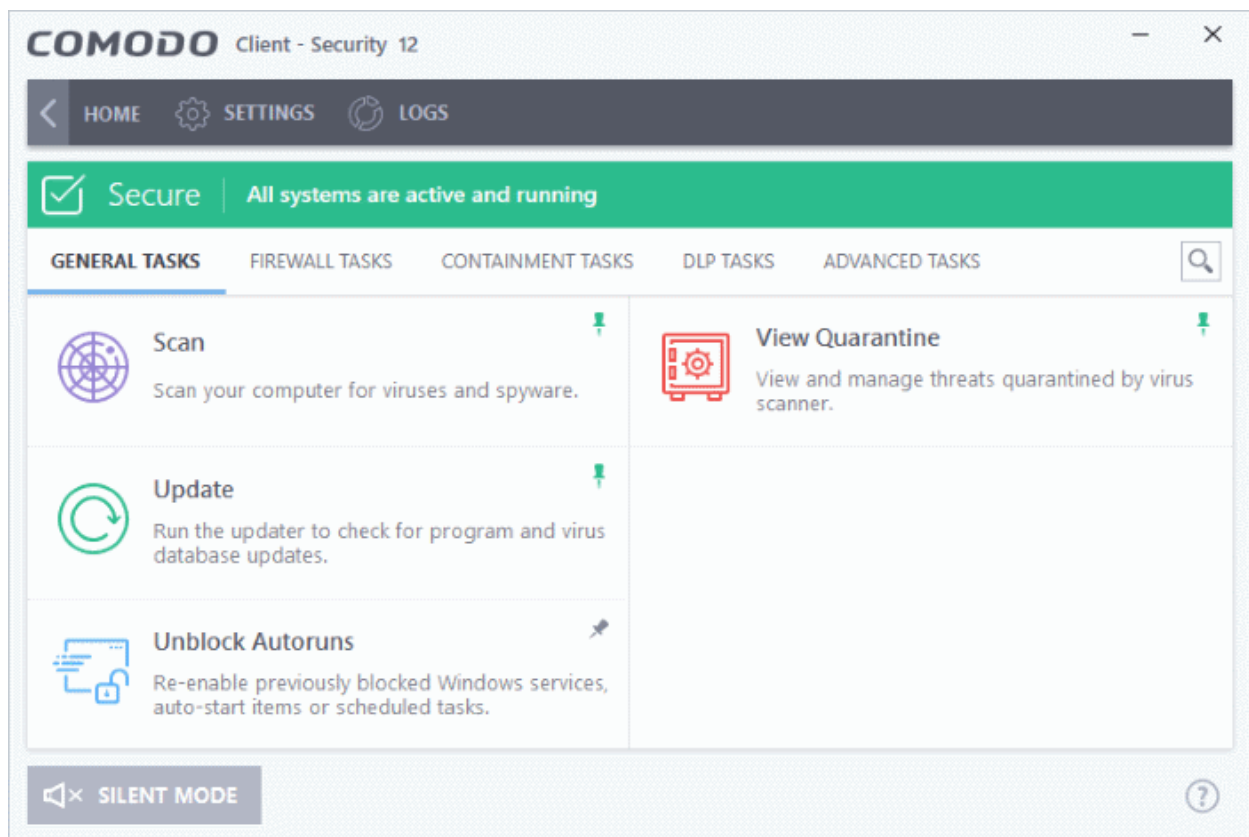 COMODO Client - Security 12
HOME SETTINGS LOGS
Secure All systems are active and running
GENERAL TASKS FIREWALL TASKS CONTAINMENT TASKS DLP TASKS ADVANCED TASKS
Scan
Scan your computer for viruses and spyware.
View Quarantine
View and manage threats quarantined by virus
scanner.
Update
Run the updater to check for program and virus
database updates.
Unblock Autoruns
Re-enable previously blocked Windows services,
auto-start items or scheduled tasks.
SILENT MODE
?